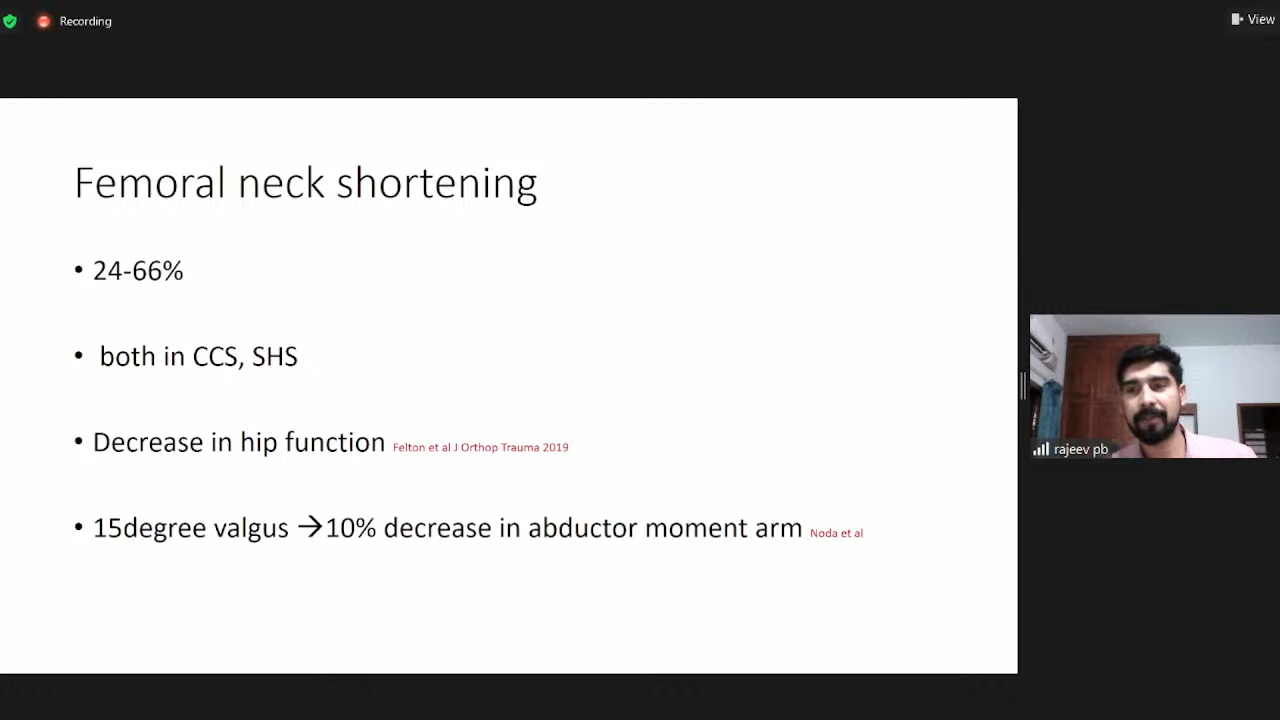 Recording
View
Femoral neck shortening
• 24-66%
• both in CCS, SHS
• Decrease in hip function Felton et al J Orthop Trauma 2019
• 15degree valgus →10% decrease in abductor moment arm Noda et al
rajeev pb